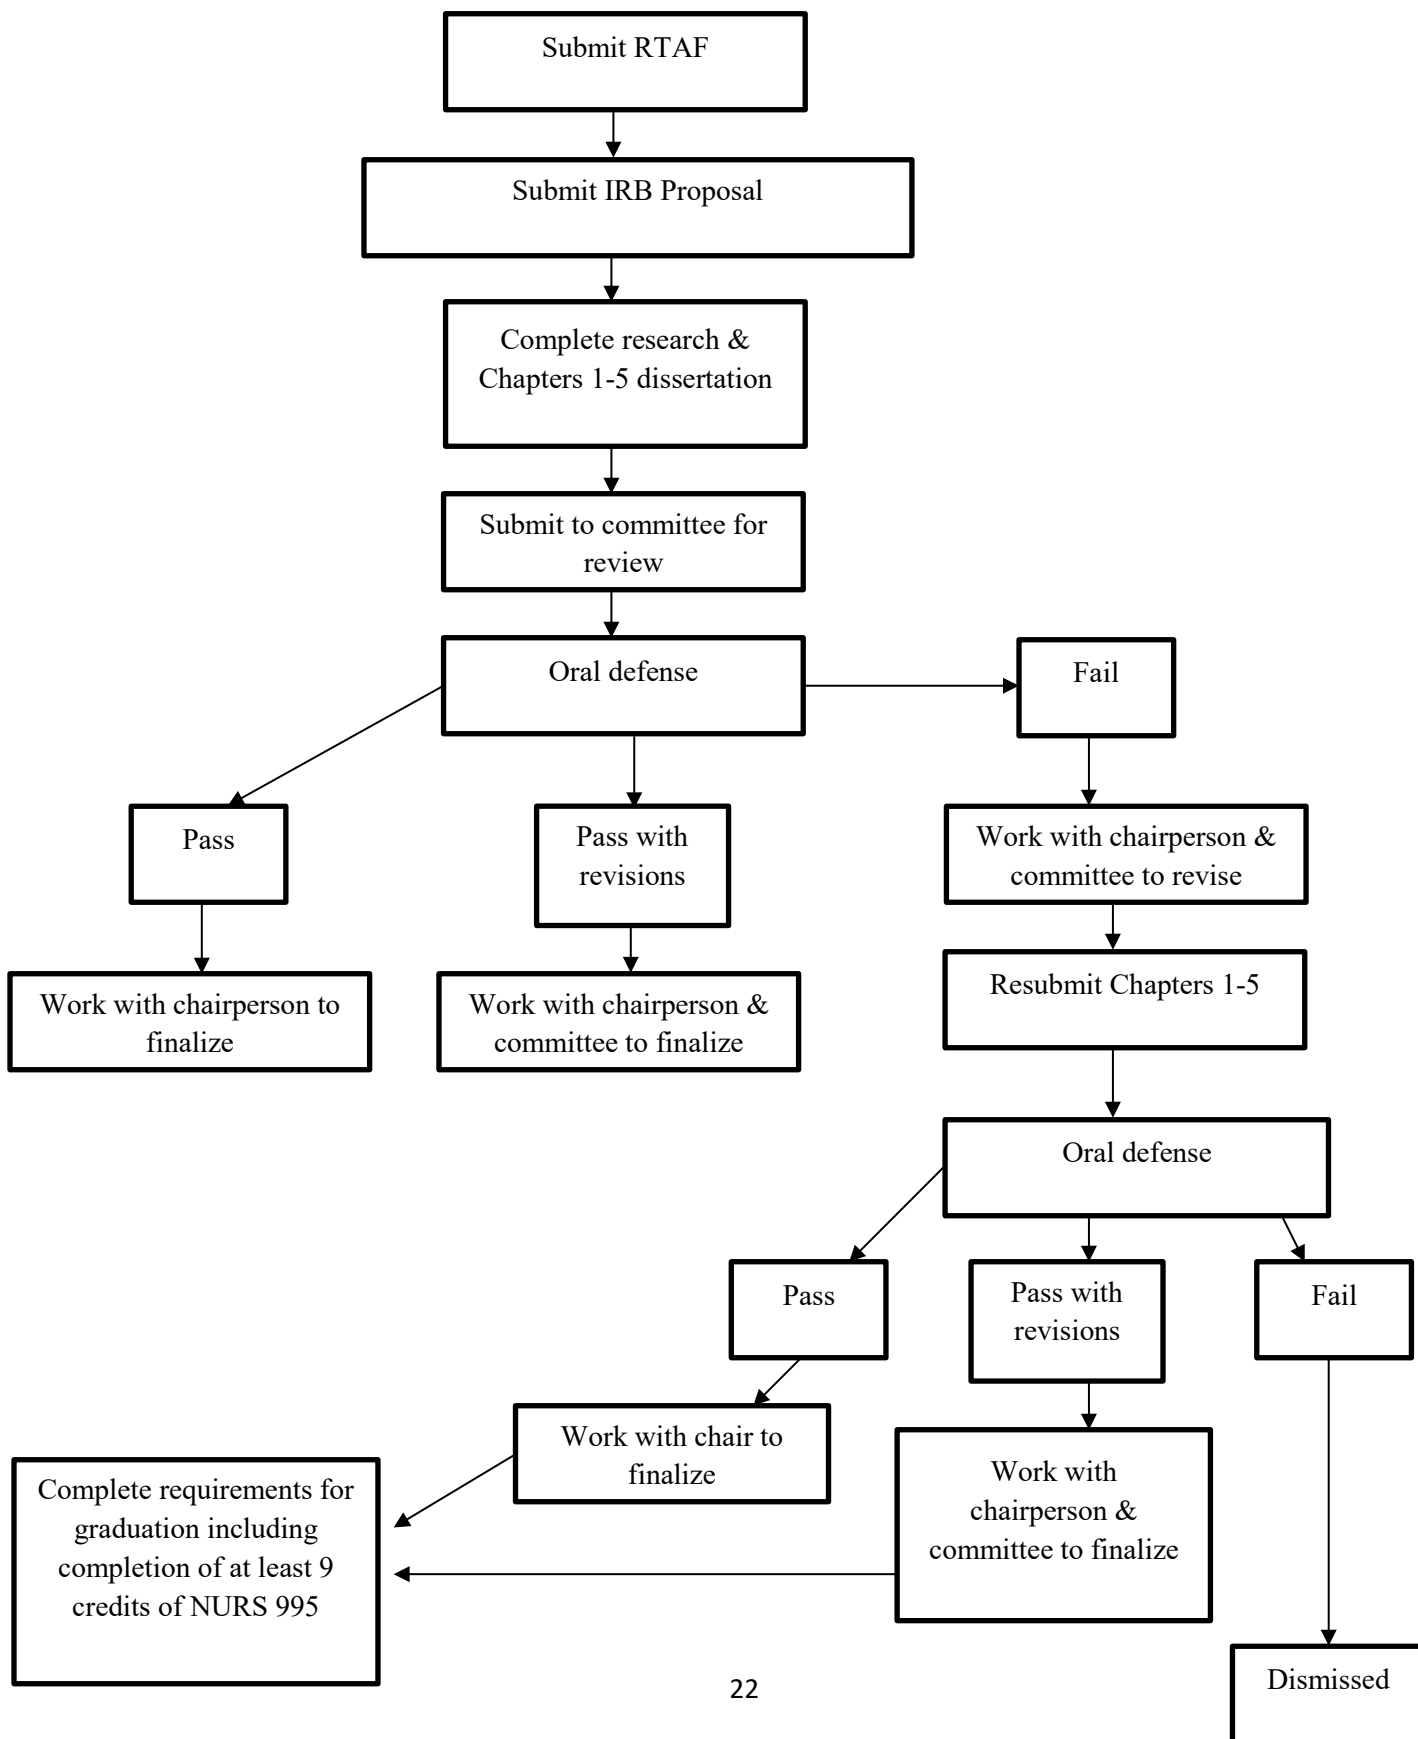 Submit RTAF
Submit IRB Proposal
Complete research &
Chapters 1-5 dissertation
Submit to committee for
review
Oral defense
Fail
Pass
Pass with
revisions
Work with chairperson &
committee to revise
Work with chairperson to
finalize
Work with chairperson &
committee to finalize
Resubmit Chapters 1-5
Oral defense
Pass
Pass with
revisions
Fail
Work with chair to
finalize
Work with
chairperson &
committee to finalize
Complete requirements for
graduation including
completion of at least 9
credits of NURS 995
Dismissed
22